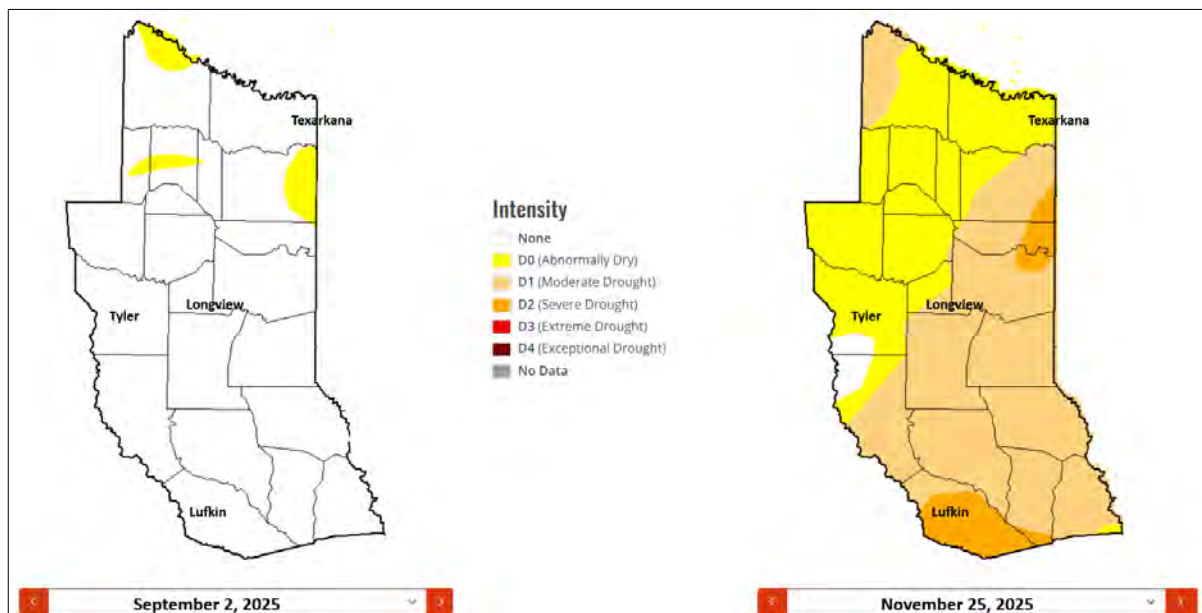 Texarkana
Longview
Tyler
Lufkin
September 2, 2025
Intensity
None
D0 (Abnormally Dry)
D1 (Moderate Drought)
D2 (Severe Drought)
D3 (Extreme Drought)
D4 (Exceptional Drought)
No Data
Texarkana
Longview
Tyler
Lufkin
November 25, 2025